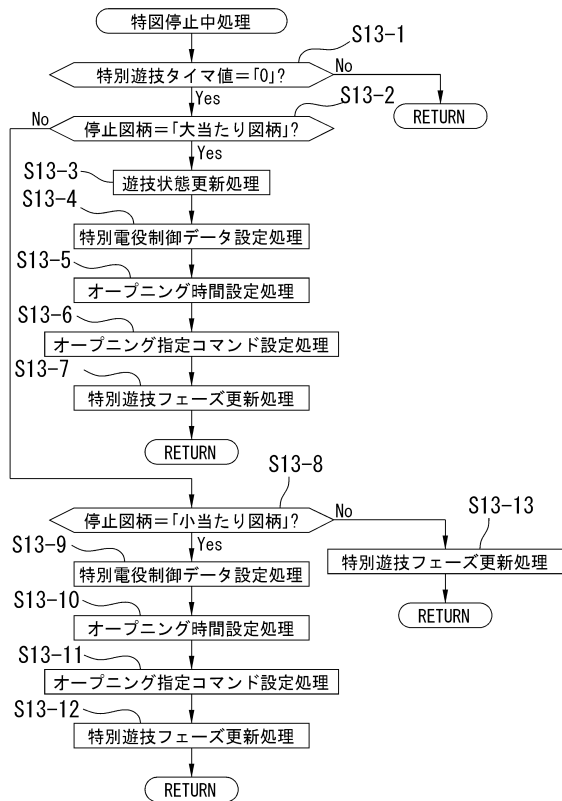 特図停止中処理
S13-1
特別遊技タイマ値=｢0｣?
No
Yes
S13-2
RETURN
No
停止図柄=｢大当たり図柄｣?
Yes
S13-3
遊技状態更新処理
S13-4
特別電役制御データ設定処理
S13-5
オープニング時間設定処理
S13-6
オープニング指定コマンド設定処理
S13-7
特別遊技フェーズ更新処理
RETURN
S13-8
停止図柄=｢小当たり図柄｣?
No
S13-13
Yes
特別遊技フェーズ更新処理
S13-9
特別電役制御データ設定処理
RETURN
S13-10
オープニング時間設定処理
S13-11
オープニング指定コマンド設定処理
S13-12
特別遊技フェーズ更新処理
RETURN